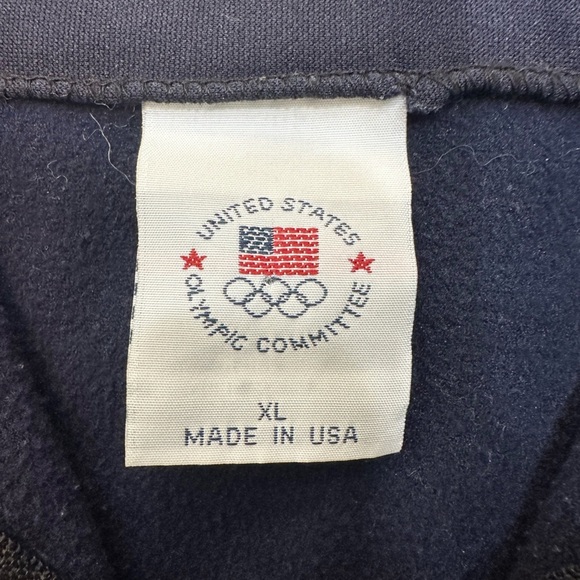 UNITED STATES
OLYMPIC COMMITTEE
XL
MADE IN USA